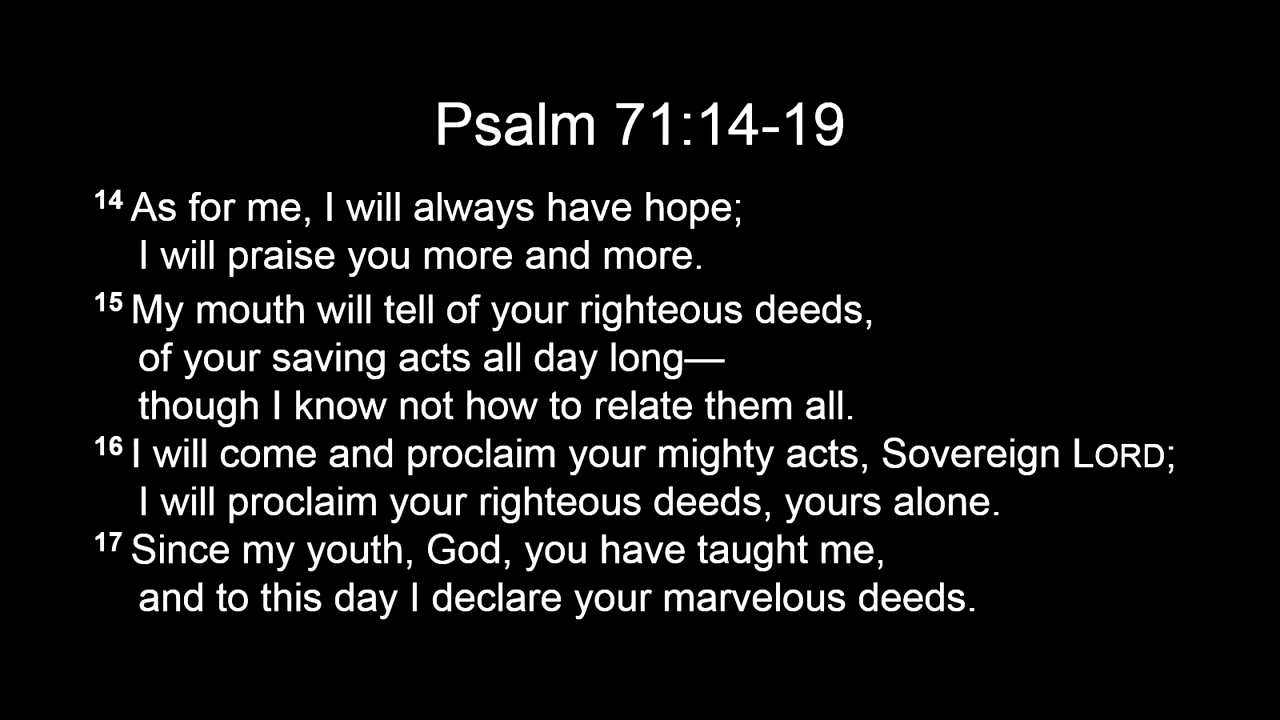 Psalm 71:14-19
14 As for me, I will always have hope;
I will praise you more and more.
15 My mouth will tell of your righteous deeds,
of your saving acts all day long—
though I know not how to relate them all.
16 I will come and proclaim your mighty acts, Sovereign LORD;
I will proclaim your righteous deeds, yours alone.
17 Since my youth, God, you have taught me,
and to this day I declare your marvelous deeds.